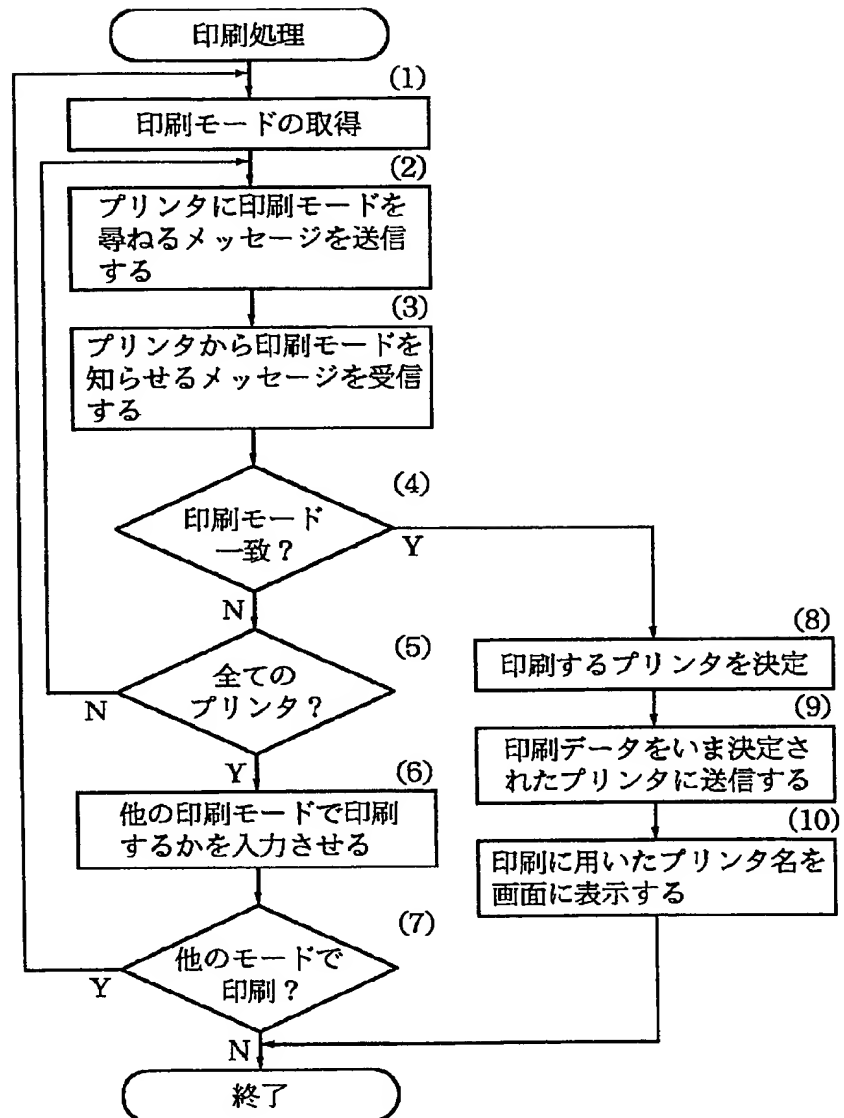 印刷処理
(1)
印刷モードの取得
(2)
プリンタに印刷モードを
尋ねるメッセージを送信
する
(3)
プリンタから印刷モードを
知らせるメッセージを受信
する
(4)
印刷モード
一致?
Y
N
(5)
全ての
プリンタ?
N
Y
(6)
他の印刷モードで印刷
するかを入力させる
(7)
他のモードで
印刷?
Y
N
(8)
印刷するプリンタを決定
(9)
印刷データをいま決定さ
れたプリンタに送信する
(10)
印刷に用いたプリンタ名を
画面に表示する
終了